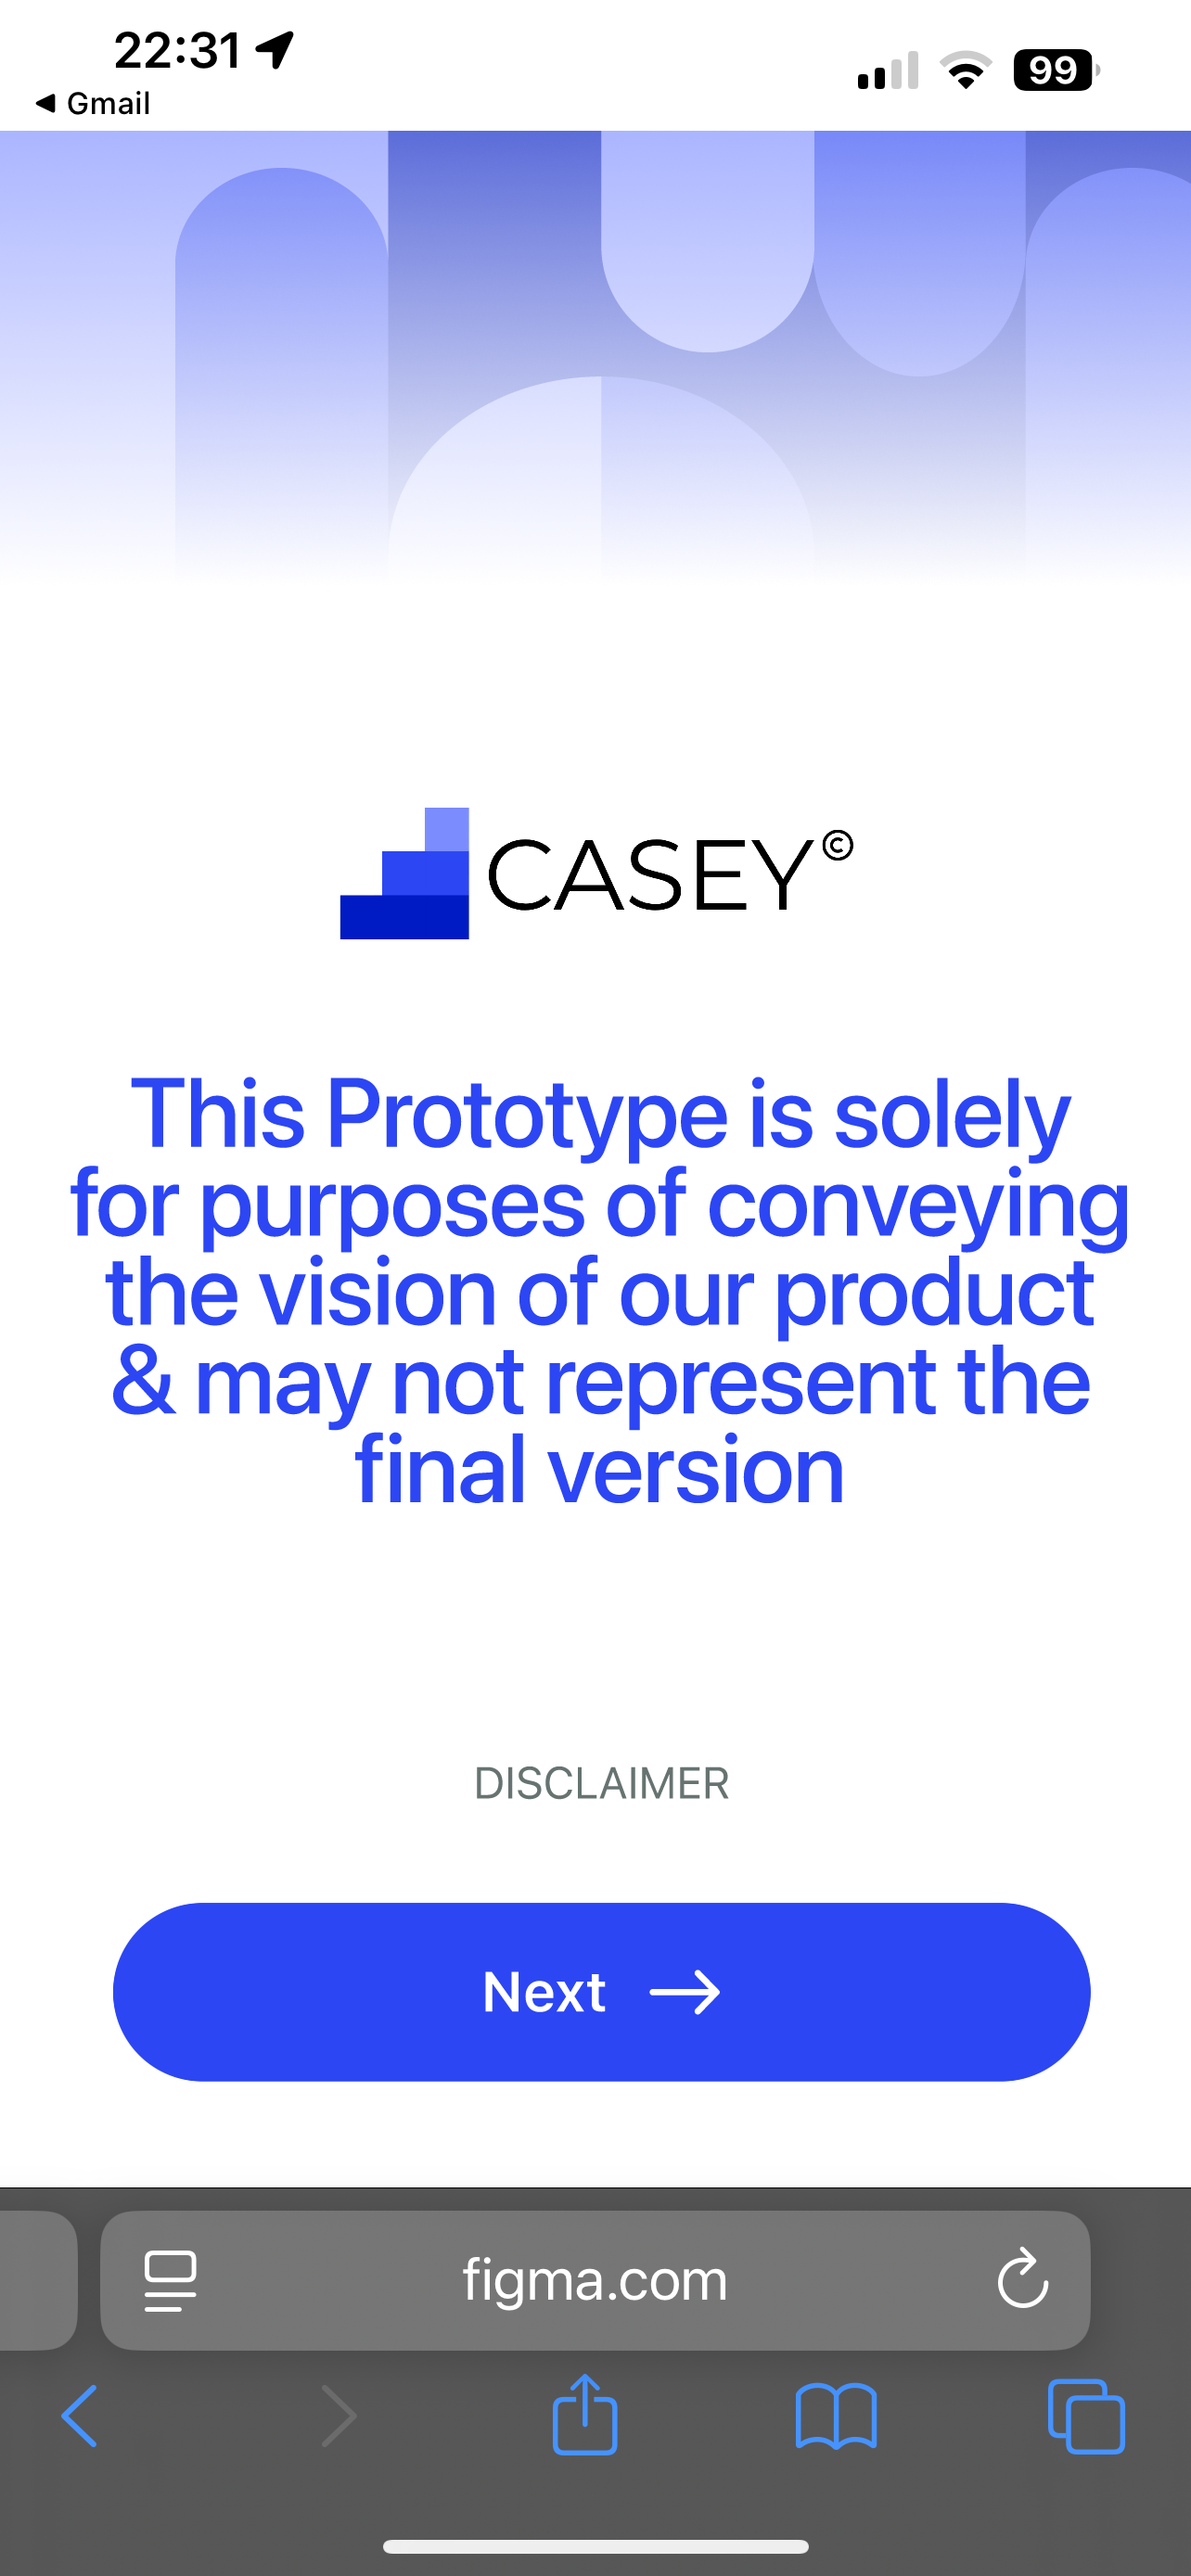 22:31
Gmail
99
CASEY©
This Prototype is solely
for purposes of conveying
the vision of our product
& may not represent the
final version
DISCLAIMER
Next
figma.com